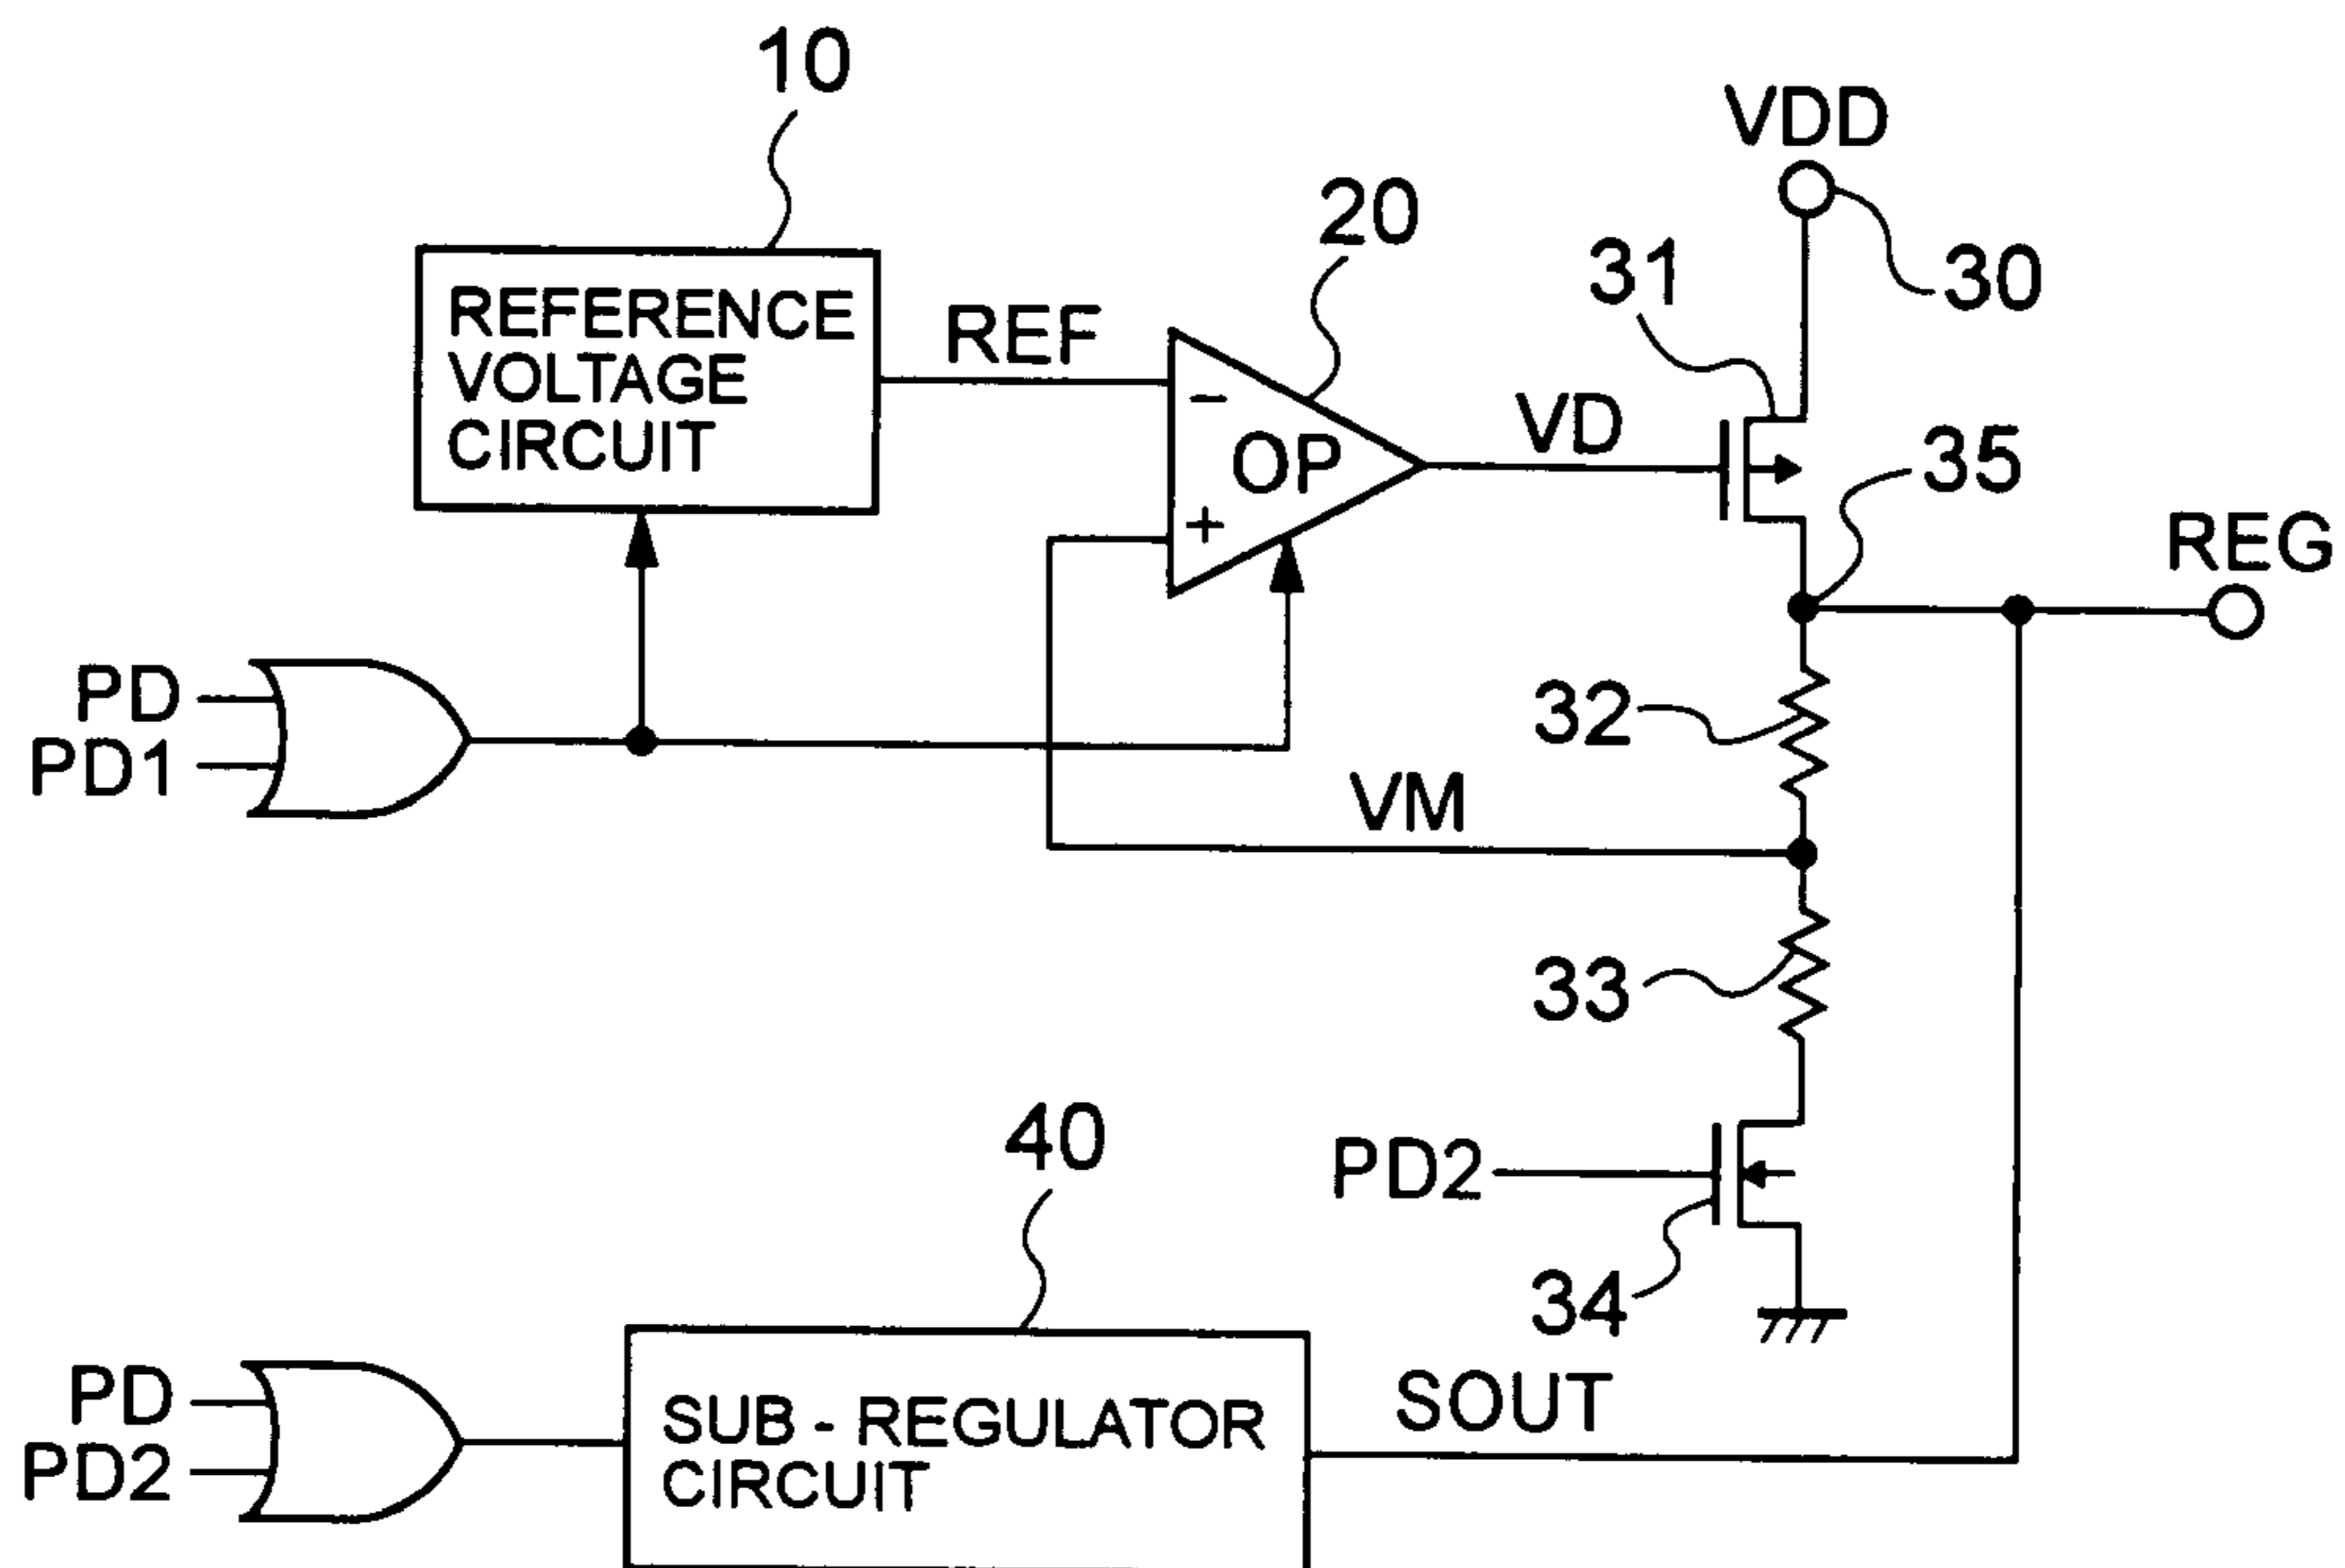 10
VDD
20
31
30
REFERENCE
VOLTAGE
CIRCUIT
REF
-
OP
+
VD
35
REG
PD
PD1
32
VM
33
40
PD2
34
PD
PD2
SUB - REGULATOR
CIRCUIT
SOUT